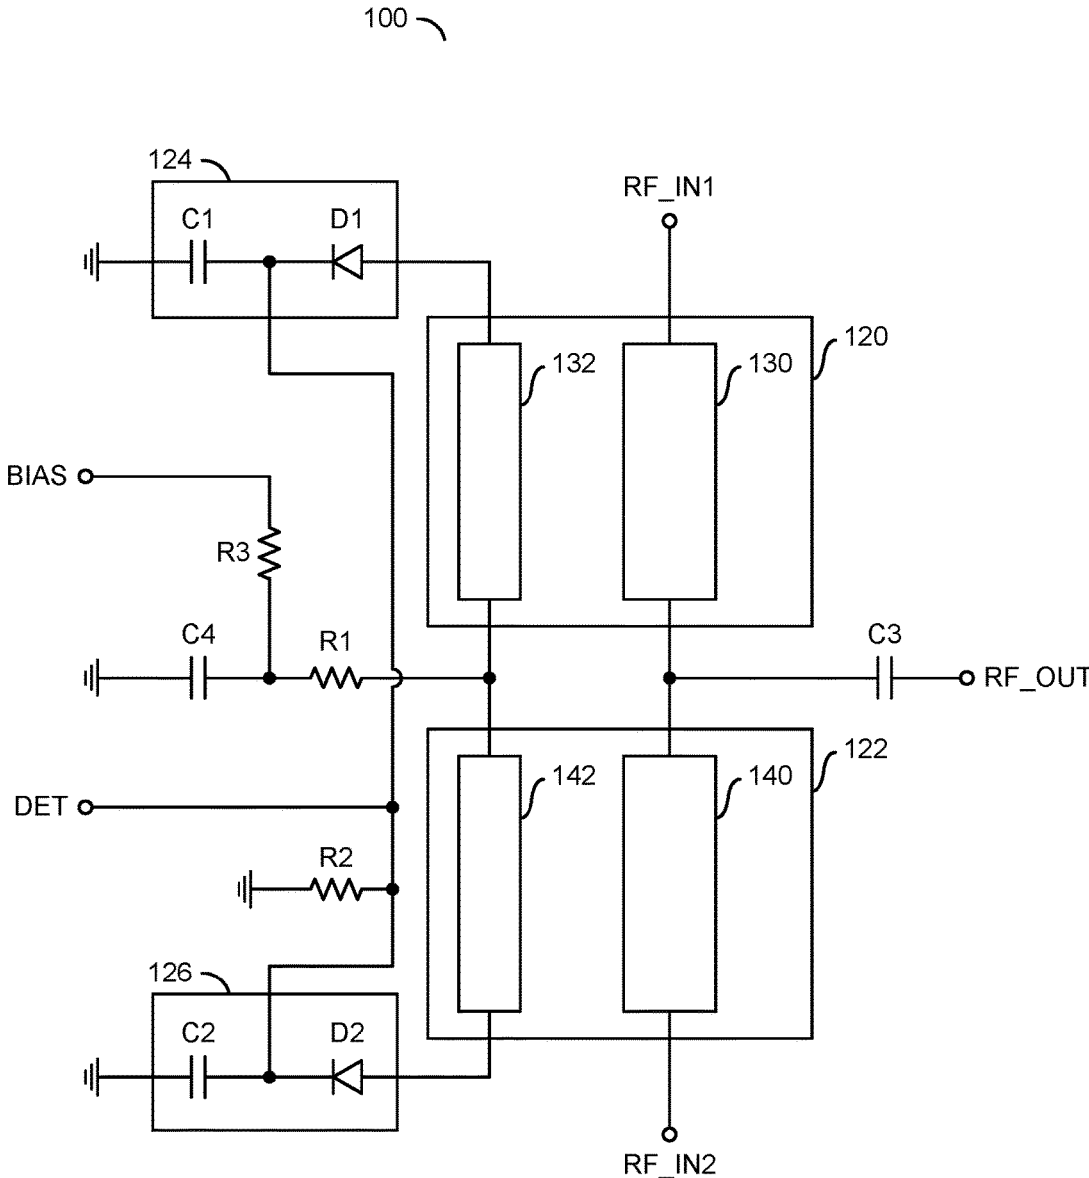 100
124
C1
D1
RF_IN1
132
130
120
BIAS
R3
C4
R1
C3
RF_OUT
142
140
122
DET
R2
126
C2
D2
RF_IN2